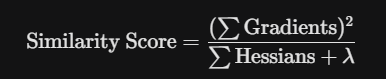 Similarity Score = (∑ Gradients)² / ∑ Hessians + λ